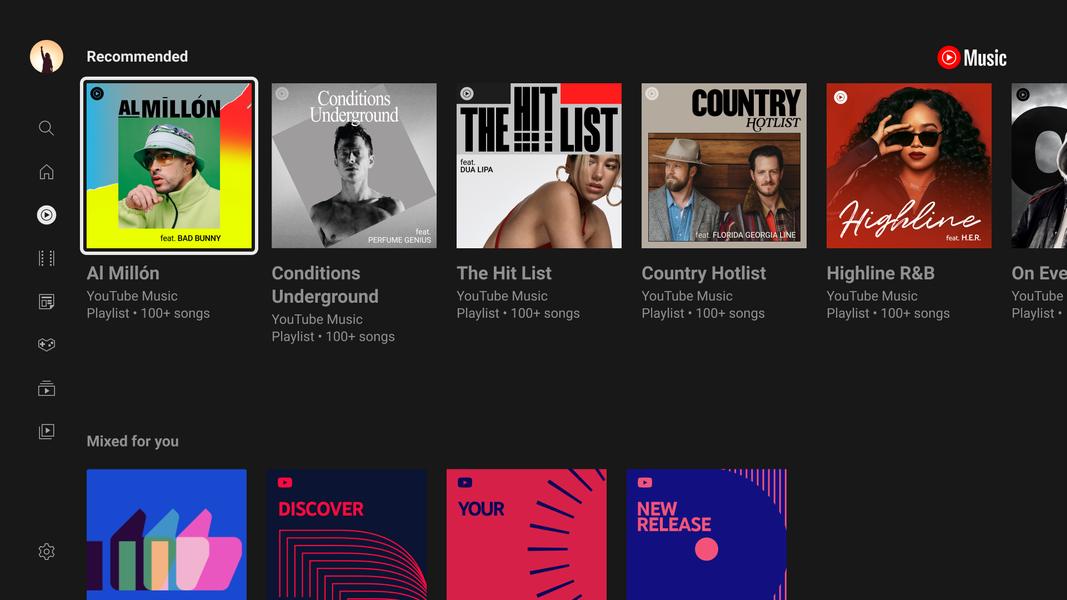 Recommended
Music
AL MILLÓN
feat. BAD BUNNY
Conditions
Underground
feat.
PERFUME GENIUS
THE HIT LIST
feat.
DUA LIPA
COUNTRY
HOTLIST
feat. FLORIDA GEORGIA LINE
Highline
feat. H.E.R.
Al Millón
YouTube Music
Playlist • 100+ songs
Conditions
Underground
YouTube Music
Playlist • 100+ songs
The Hit List
YouTube Music
Playlist • 100+ songs
Country Hotlist
YouTube Music
Playlist • 100+ songs
Highline R&B
YouTube Music
Playlist • 100+ songs
On Eve
YouTube
Playlist •
Mixed for you
DISCOVER
YOUR
NEW
RELEASE